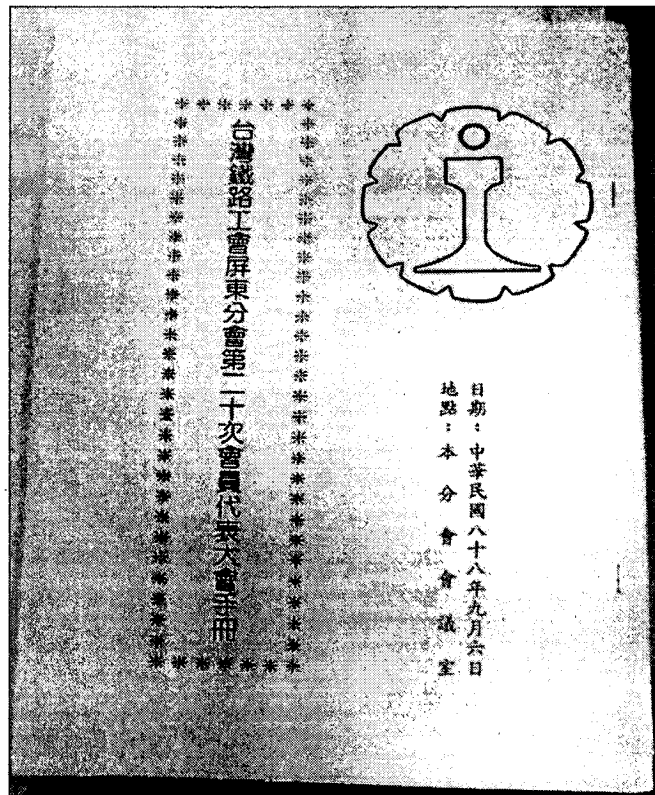 日期：中華民國八十八年九月六日
地點：本分會會議室
台灣鐵路工會屏東分會第二十次會員代表大會手冊